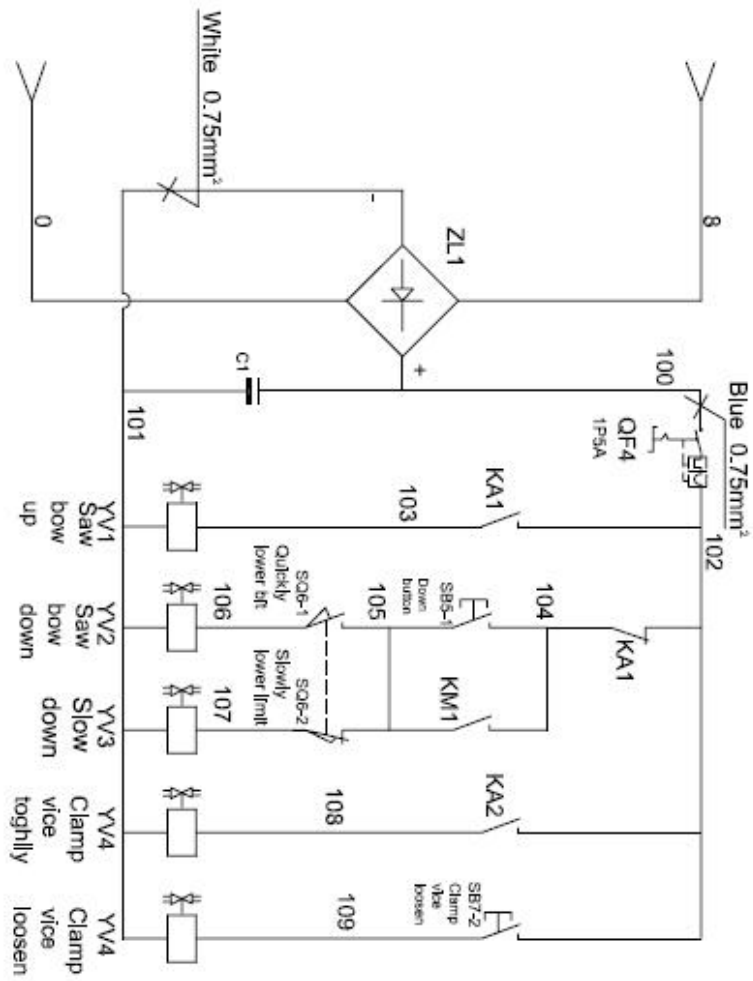 Blue 0.75mm²
8
100
102
QF4
1P5A
KA1
104
KA1
KA2
SB7-2
Clamp
vice
loosen
SB5-1
Down
button
KM1
ZL1
+
-
105
103
108
109
SQ6-1
Quickly
lower bft
SQ6-2
Slowly
lower lfmft
C1
106
107
White 0.75mm²
101
0
YV1
Saw
bow
up
YV2
Saw
bow
down
YV3
Slow
down
YV4
Clamp
vice
toghlly
YV4
Clamp
vice
loosen